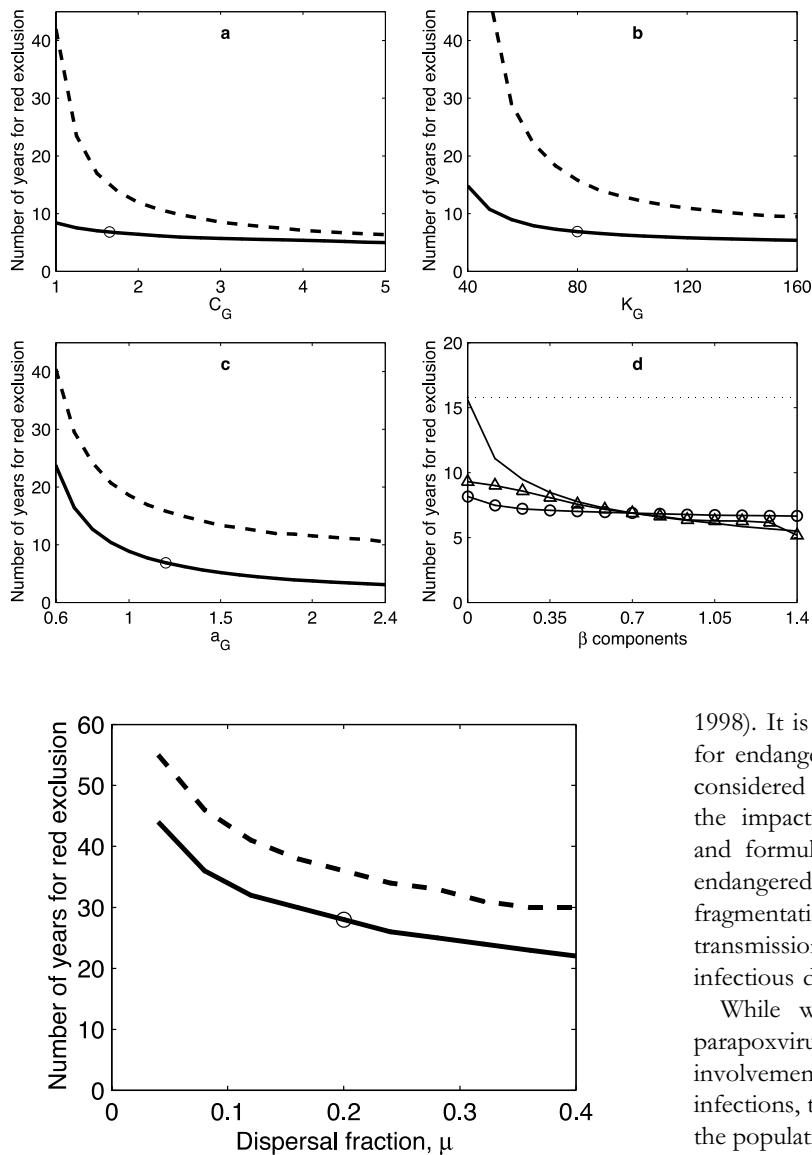 a
Number of years for red exclusion
40
30
20
10
0
1
2
3
4
5
C_G
b
Number of years for red exclusion
40
30
20
10
0
40
80
120
160
K_G
c
Number of years for red exclusion
50
40
30
20
10
0
0.6
1
1.5
2
2.4
a_G
d
Number of years for red exclusion
20
15
10
5
0
0
0.35
0.7
1.05
1.4
β components
Number of years for red exclusion
60
50
40
30
20
10
0
0
0.1
0.2
0.3
0.4
Dispersal fraction, μ
1998). It is
for endange
considered
the impact
and formul
endangered
fragmentati
transmission
infectious d
While w
parapoxviru
involvemen
infections, t
the populati